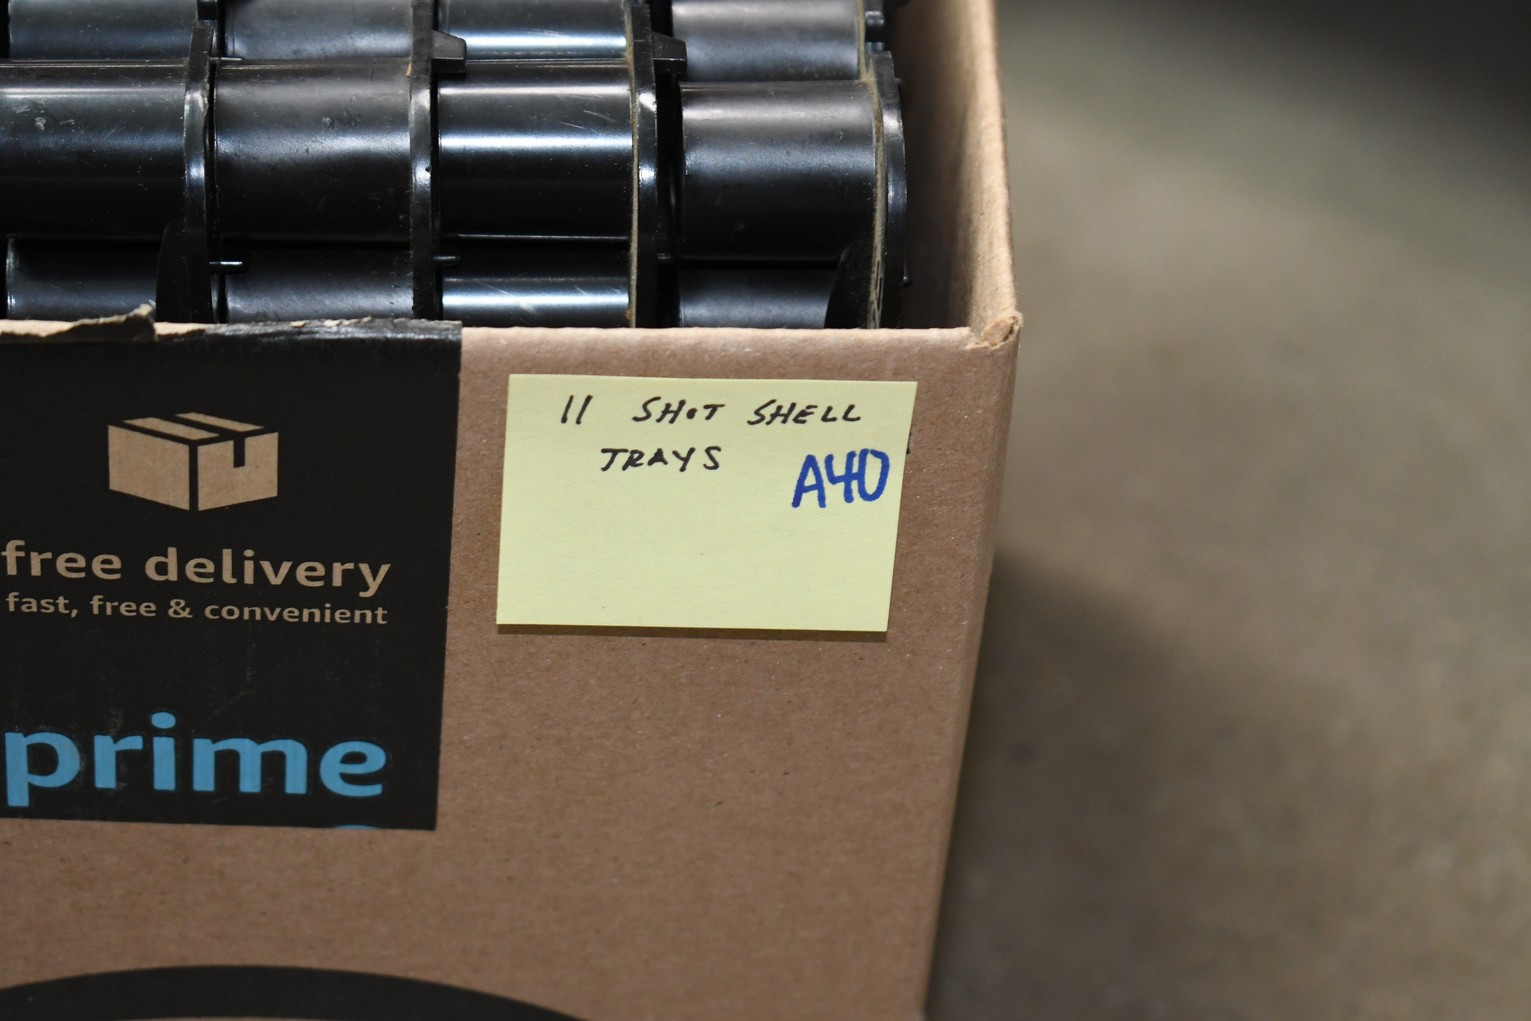 11 SHOT SHELL
TRAYS
A40
free delivery
fast, free & convenient
prime